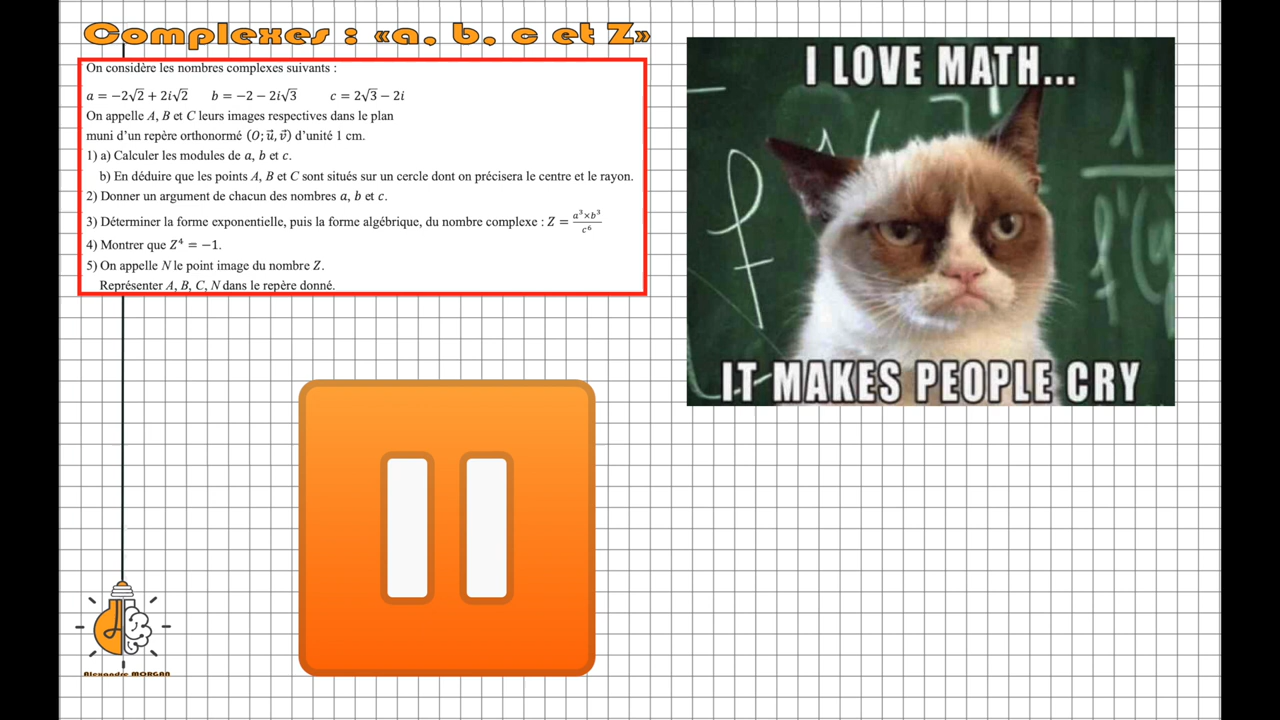 Complexes : «a, b, c et Z»
On considère les nombres complexes suivants :
a = −2√2 + 2i√2 b = −2 − 2i√3 c = 2√3 − 2i
On appelle A, B et C leurs images respectives dans le plan
muni d’un repère orthonormé (O; u⃗, v⃗) d’unité 1 cm.
1) a) Calculer les modules de a, b et c.
b) En déduire que les points A, B et C sont situés sur un cercle dont on précisera le centre et le rayon.
2) Donner un argument de chacun des nombres a, b et c.
3) Déterminer la forme exponentielle, puis la forme algébrique, du nombre complexe : Z = a³×b³/c⁶
4) Montrer que Z⁴ = −1.
5) On appelle N le point image du nombre Z.
Représenter A, B, C, N dans le repère donné.
I LOVE MATH...
IT MAKES PEOPLE CRY
Alexandre MORGAN